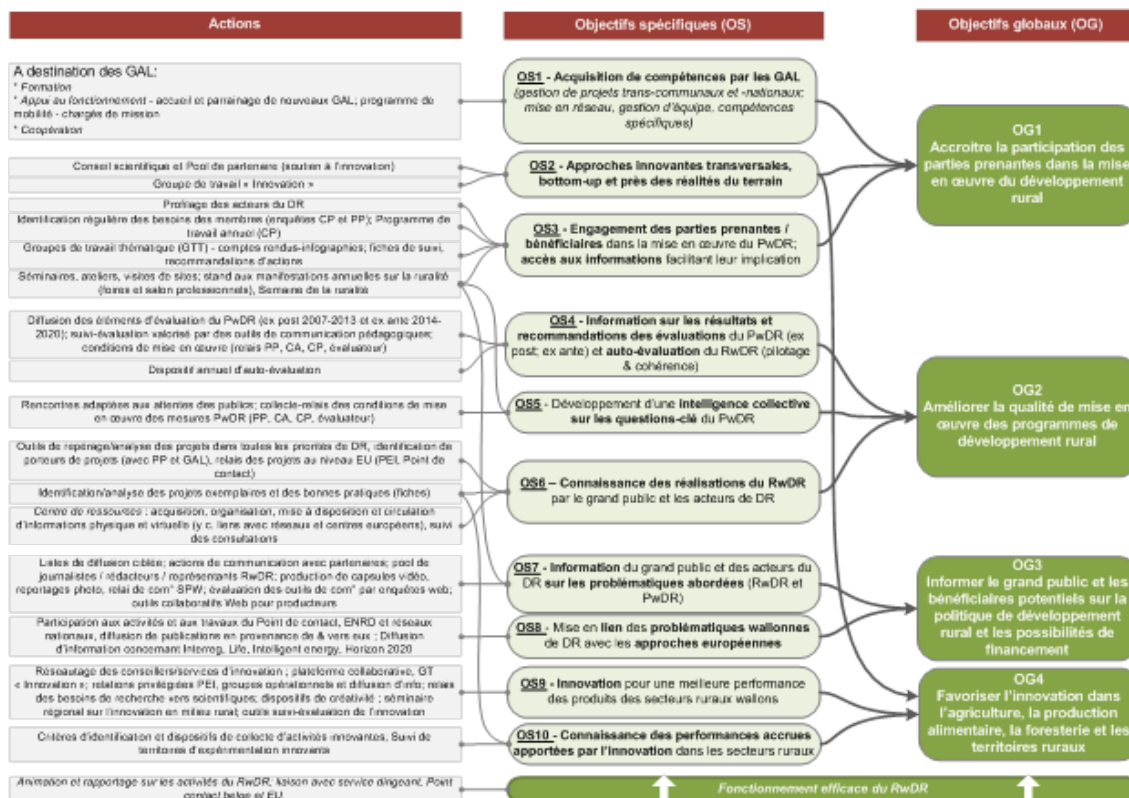 Actions
A destination des GAL:
* Formation
* Appui au fonctionnement - accueil et parrainage de nouveaux GAL; programme de
mobilité - chargés de mission
* Coopération
Conseil scientifique et Pool de partenaire (soutien à l'innovation)
Groupe de travail « Innovation »
Profilage des acteurs du DR
Identification régulière des besoins des membres (enquêtes CP et PP); Programme de
travail annuel (CP)
Groupes de travail thématique (GTT) - comptes rendus-infographies; fiches de suivi,
recommandations d'actions
Séminaires, ateliers, visites de sites; stand aux manifestations annuelles sur la ruralité
(foires et salon professionnels), Semaine de la ruralité
Diffusion des éléments d'évaluation du PwDR (ex post 2007-2013 et ex ante 2014-
2020); suivi-évaluation valorisé par des outils de communication pédagogiques;
conditions de mise en œuvre (relais PP, CA, CP, évaluateur)
Dispositif annuel d'auto-évaluation
Rencontres adaptées aux attentes des publics; collecte-relais des conditions de mise
en œuvre des mesures PwDR (PP, CA, CP, évaluateur)
Outils de repérage/analyse des projets dans toutes les priorités de DR, identification de
porteurs de projets (avec PP et GAL), relais des projets au niveau EU (PEI, Point de
contact)
Identification/analyse des projets exemplaires et des bonnes pratiques (fiches)
Centre de ressources : acquisition, organisation, mise à disposition et circulation
d'informations physique et virtuelle (y c. liens avec réseaux et centres européens), suivi
des consultations
Listes de diffusion ciblée; actions de communication avec partenaires; pool de
journalistes / rédacteurs / représentants RwDR; production de capsules vidéo,
reportages photo, relai de com° SPW; évaluation des outils de com° par enquêtes web;
outils collaboratifs Web pour producteurs
Participation aux activités et aux travaux du Point de contact, ENRD et réseaux
nationaux, diffusion de publications en provenance de & vers eux ; Diffusion
d'information concernant Interreg, Life, Intelligent energy, Horizon 2020
Réseautage des conseillers/services d'innovation ; plateforme collaborative, GT
« Innovation »; relations privilégiées PEI, groupes opérationnels et diffusion d'info; relais
des besoins de recherche vers scientifiques; dispositifs de créativité ; séminaire
régional sur l'innovation en milieu rural; outils suivi-évaluation de l'innovation
Critères d'identification et dispositifs de collecte d'activités innovantes, Suivi de
territoires d'expérimentation innovants
Animation et rapportage sur les activités du RwDR, liaison avec service dirigeant, Point
contact belge et EU
Objectifs spécifiques (OS)
OS1 - Acquisition de compétences par les GAL
(gestion de projets trans-communaux et -nationaux;
mise en réseau, gestion d'équipe, compétences
spécifiques)
OS2 - Approches innovantes transversales,
bottom-up et près des réalités du terrain
OS3 - Engagement des parties prenantes /
bénéficiaires dans la mise en œuvre du PwDR;
accès aux informations facilitant leur implication
OS4 - Information sur les résultats et
recommandations des évaluations du PwDR (ex
post; ex ante) et auto-évaluation du RwDR (pilotage
& cohérence)
OS5 - Développement d'une intelligence collective
sur les questions-clé du PwDR
OS6 – Connaissance des réalisations du RwDR
par le grand public et les acteurs de DR
OS7 - Information du grand public et des acteurs du
DR sur les problématiques abordées (RwDR et
PwDR)
OS8 – Mise en lien des problématiques wallonnes
de DR avec les approches européennes
OS9 - Innovation pour une meilleure performance
des produits des secteurs ruraux wallons
OS10 - Connaissance des performances accrues
apportées par l'innovation dans les secteurs ruraux
Fonctionnement efficace du RwDR
Objectifs globaux (OG)
OG1
Accroitre la participation des
parties prenantes dans la mise
en œuvre du développement
rural
OG2
Améliorer la qualité de mise en
œuvre des programmes de
développement rural
OG3
Informer le grand public et les
bénéficiaires potentiels sur la
politique de développement
rural et les possibilités de
financement
OG4
Favoriser l'innovation dans
l'agriculture, la production
alimentaire, la foresterie et les
territoires ruraux